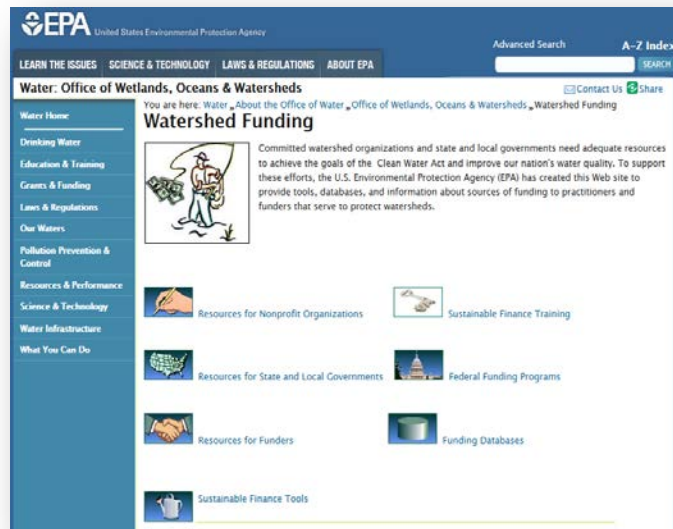 EPA United States Environmental Protection Agency
Advanced Search A-Z Index
LEARN THE ISSUES SCIENCE & TECHNOLOGY LAWS & REGULATIONS ABOUT EPA SEARCH
Water: Office of Wetlands, Oceans & Watersheds
Contact Us Share
You are here: Water About the Office of Water Office of Wetlands, Oceans & Watersheds Watershed Funding
Water Home
Drinking Water
Education & Training
Grants & Funding
Laws & Regulations
Our Waters
Pollution Prevention &
Control
Resources & Performance
Science & Technology
Water Infrastructure
What You Can Do
Watershed Funding
Committed watershed organizations and state and local governments need adequate resources
to achieve the goals of the Clean Water Act and improve our nation's water quality. To support
these efforts, the U.S. Environmental Protection Agency (EPA) has created this Web site to
provide tools, databases, and information about sources of funding to practitioners and
funders that serve to protect watersheds.
Resources for Nonprofit Organizations
Sustainable Finance Training
Resources for State and Local Governments
Federal Funding Programs
Resources for Funders
Funding Databases
Sustainable Finance Tools